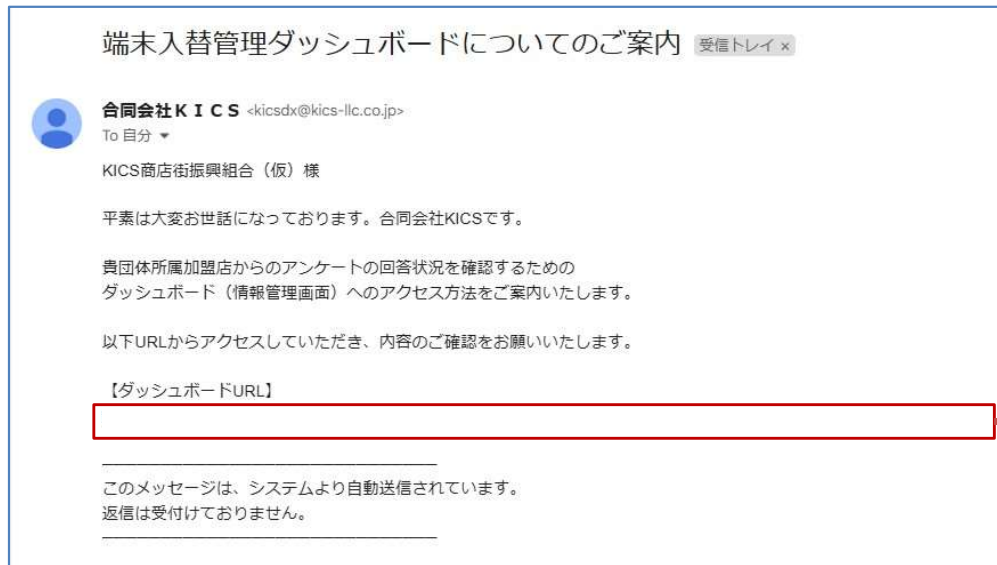 端末入替管理ダッシュボードについてのご案内 受信トレイ ×
合同会社ＫＩＣＳ <kicsdx@kics-llc.co.jp>
To 自分
KICS商店街振興組合（仮）様
平素は大変お世話になっております。合同会社KICSです。
貴団体所属加盟店からのアンケートの回答状況を確認するための
ダッシュボード（情報管理画面）へのアクセス方法をご案内いたします。
以下URLからアクセスしていただき、内容のご確認をお願いいたします。
【ダッシュボードURL】
このメッセージは、システムより自動送信されています。
返信は受付けておりません。